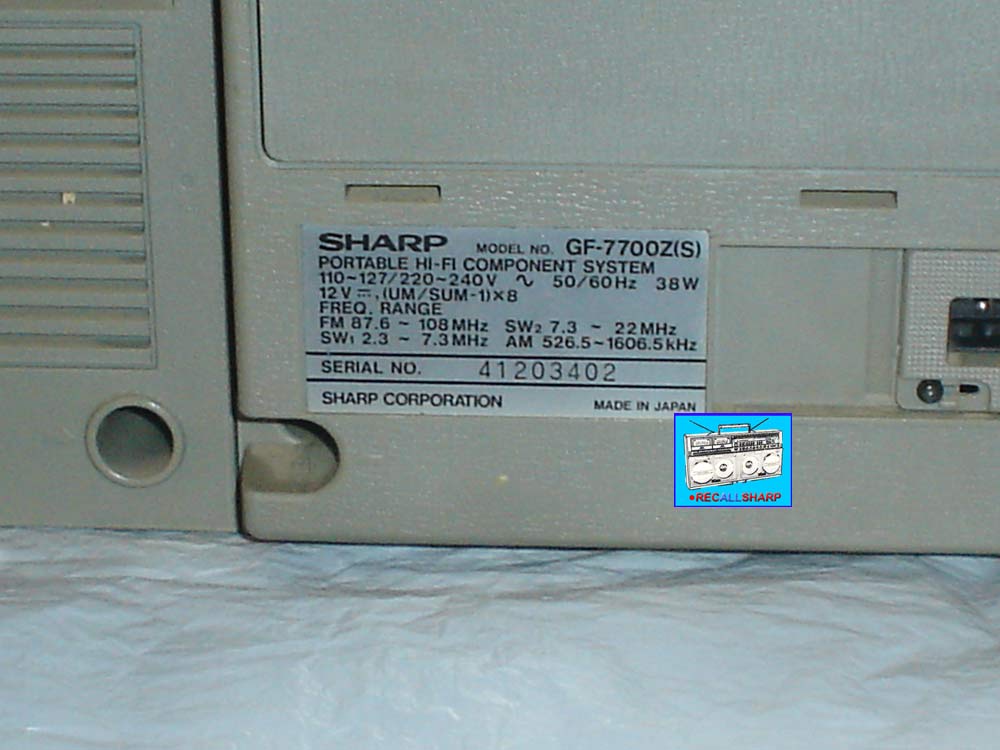 SHARP MODEL NO. GF-7700Z(S)
PORTABLE HI-FI COMPONENT SYSTEM
110~127/220~240V ∿ 50/60Hz 38W
12V ⎓, (UM/SUM-1)×8
FREQ. RANGE
FM 87.6 ~ 108MHz SW2 7.3 ~ 22MHz
SW1 2.3 ~ 7.3MHz AM 526.5~1606.5kHz
SERIAL NO. 41203402
SHARP CORPORATION MADE IN JAPAN
•RECALLSHARP